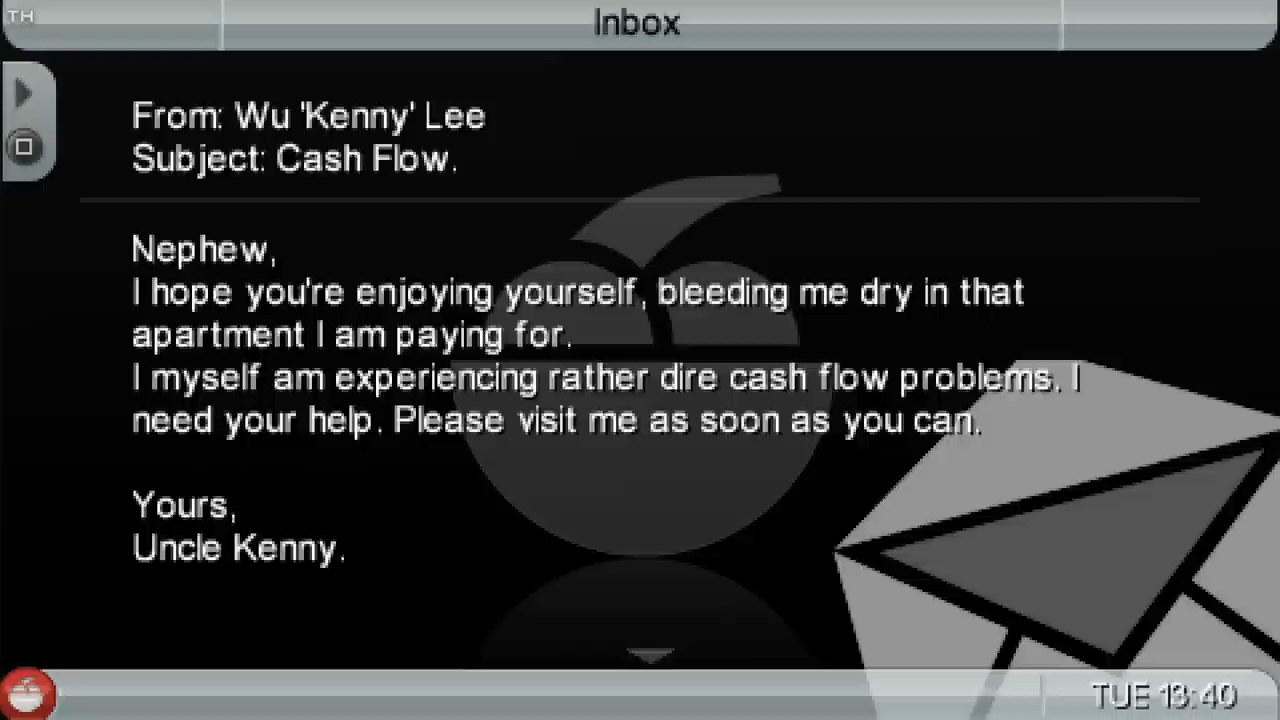 TH
Inbox
From: Wu 'Kenny' Lee
Subject: Cash Flow.
Nephew,
I hope you're enjoying yourself, bleeding me dry in that
apartment I am paying for.
I myself am experiencing rather dire cash flow problems. I
need your help. Please visit me as soon as you can.
Yours,
Uncle Kenny.
TUE 13:40